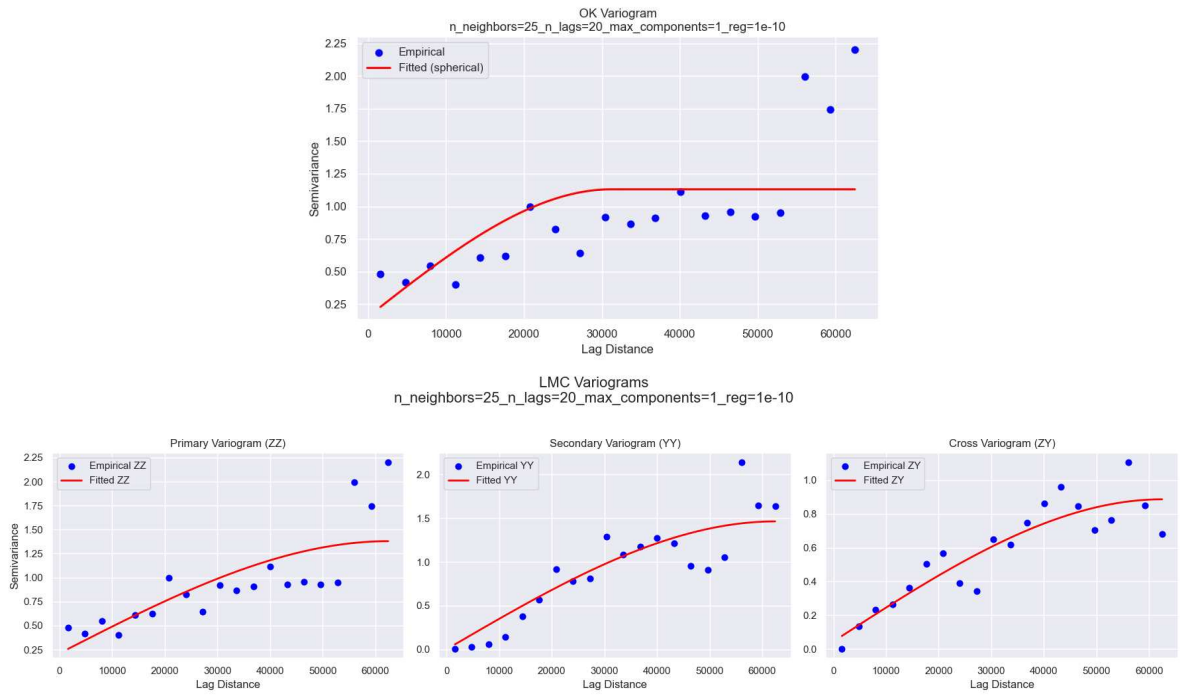 OK Variogram
n_neighbors=25_n_lags=20_max_components=1_reg=1e-10
Empirical
Fitted (spherical)
2.25
2.00
1.75
1.50
1.25
1.00
0.75
0.50
0.25
Semivariance
0 10000 20000 30000 40000 50000 60000
Lag Distance
LMC Variograms
n_neighbors=25_n_lags=20_max_components=1_reg=1e-10
Primary Variogram (ZZ)
Empirical ZZ
Fitted ZZ
2.25
2.00
1.75
1.50
1.25
1.00
0.75
0.50
0.25
Semivariance
0 10000 20000 30000 40000 50000 60000
Lag Distance
Secondary Variogram (YY)
Empirical YY
Fitted YY
2.0
1.5
1.0
0.5
0.0
0 10000 20000 30000 40000 50000 60000
Lag Distance
Cross Variogram (ZY)
Empirical ZY
Fitted ZY
1.0
0.8
0.6
0.4
0.2
0.0
0 10000 20000 30000 40000 50000 60000
Lag Distance